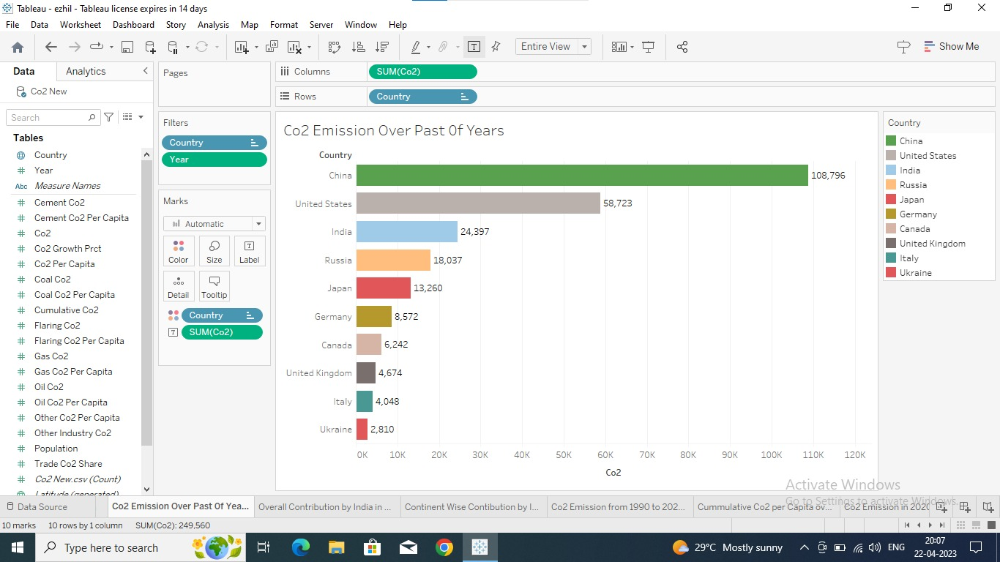 Tableau - ezhil - Tableau license expires in 14 days
File Data Worksheet Dashboard Story Analysis Map Format Server Window Help
Entire View
Show Me
Data Analytics
Co2 New
Search
Tables
Country
Year
Abc Measure Names
Cement Co2
Cement Co2 Per Capita
Co2
Co2 Growth Prct
Co2 Per Capita
Coal Co2
Coal Co2 Per Capita
Cumulative Co2
Flaring Co2
Flaring Co2 Per Capita
Gas Co2
Gas Co2 Per Capita
Oil Co2
Oil Co2 Per Capita
Other Co2 Per Capita
Other Industry Co2
Population
Trade Co2 Share
Co2 New.csv (Count)
Latitude (generated)
Pages
Filters
Country
Year
Marks
Automatic
Color Size Label
Detail Tooltip
Country
SUM(Co2)
Columns SUM(Co2)
Rows Country
Co2 Emission Over Past Of Years
Country
China 108,796
United States 58,723
India 24,397
Russia 18,037
Japan 13,260
Germany 8,572
Canada 6,242
United Kingdom 4,674
Italy 4,048
Ukraine 2,810
0K 10K 20K 30K 40K 50K 60K 70K 80K 90K 100K 110K 120K
Co2
Country
China
United States
India
Russia
Japan
Germany
Canada
United Kingdom
Italy
Ukraine
Activate Windows
Go to Settings to activate Windows.
Data Source Co2 Emission Over Past Of Yea... Overall Contribution by India in ... Continent Wise Contibution by I... Co2 Emission from 1990 to 202... Cummulative Co2 per Capita ov... Co2 Emission in 2020
10 marks 10 rows by 1 column SUM(Co2): 249.560
Type here to search
29°C Mostly sunny
ENG
20:07
22-04-2023